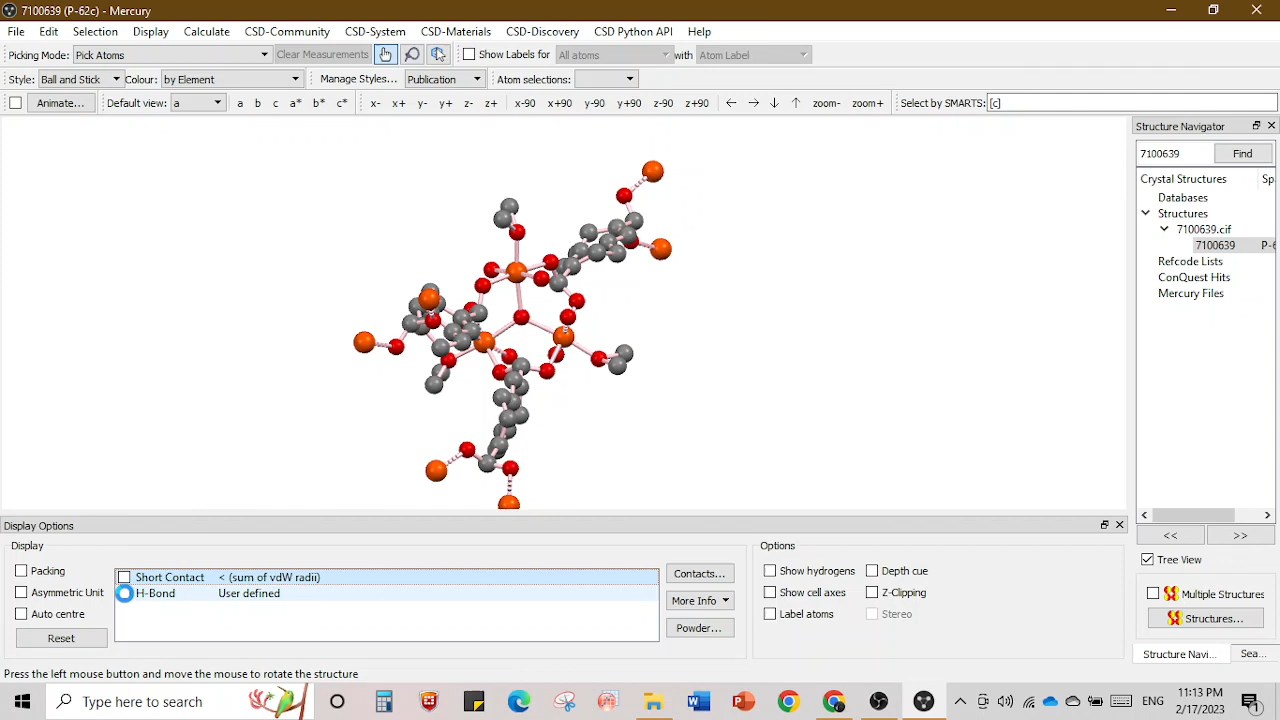 7100639 (P-62c) - Mercury
File Edit Selection Display Calculate CSD-Community CSD-System CSD-Materials CSD-Discovery CSD Python API Help
Picking Mode: Pick Atoms Clear Measurements Show Labels for All atoms with Atom Label
Style: Ball and Stick Colour: by Element Manage Styles... Publication Atom selections:
Animate... Default view: a a b c a* b* c* x- x+ y- y+ z- z+ x-90 x+90 y-90 y+90 z-90 z+90 ← → ↓ ↑ zoom- zoom+ Select by SMARTS: [c]
Structure Navigator
7100639 Find
Crystal Structures Sp
Databases
Structures
7100639.cif
7100639 P-6
Refcode Lists
ConQuest Hits
Mercury Files
<< >>
Tree View
Multiple Structures
Structures...
Structure Navi... Sea...
Display Options
Display
Packing
Asymmetric Unit
Auto centre
Reset
Short Contact < (sum of vdW radii)
H-Bond User defined
Contacts...
More Info
Powder...
Options
Show hydrogens Depth cue
Show cell axes Z-Clipping
Label atoms Stereo
Press the left mouse button and move the mouse to rotate the structure
Type here to search
ENG
11:13 PM
2/17/2023
1